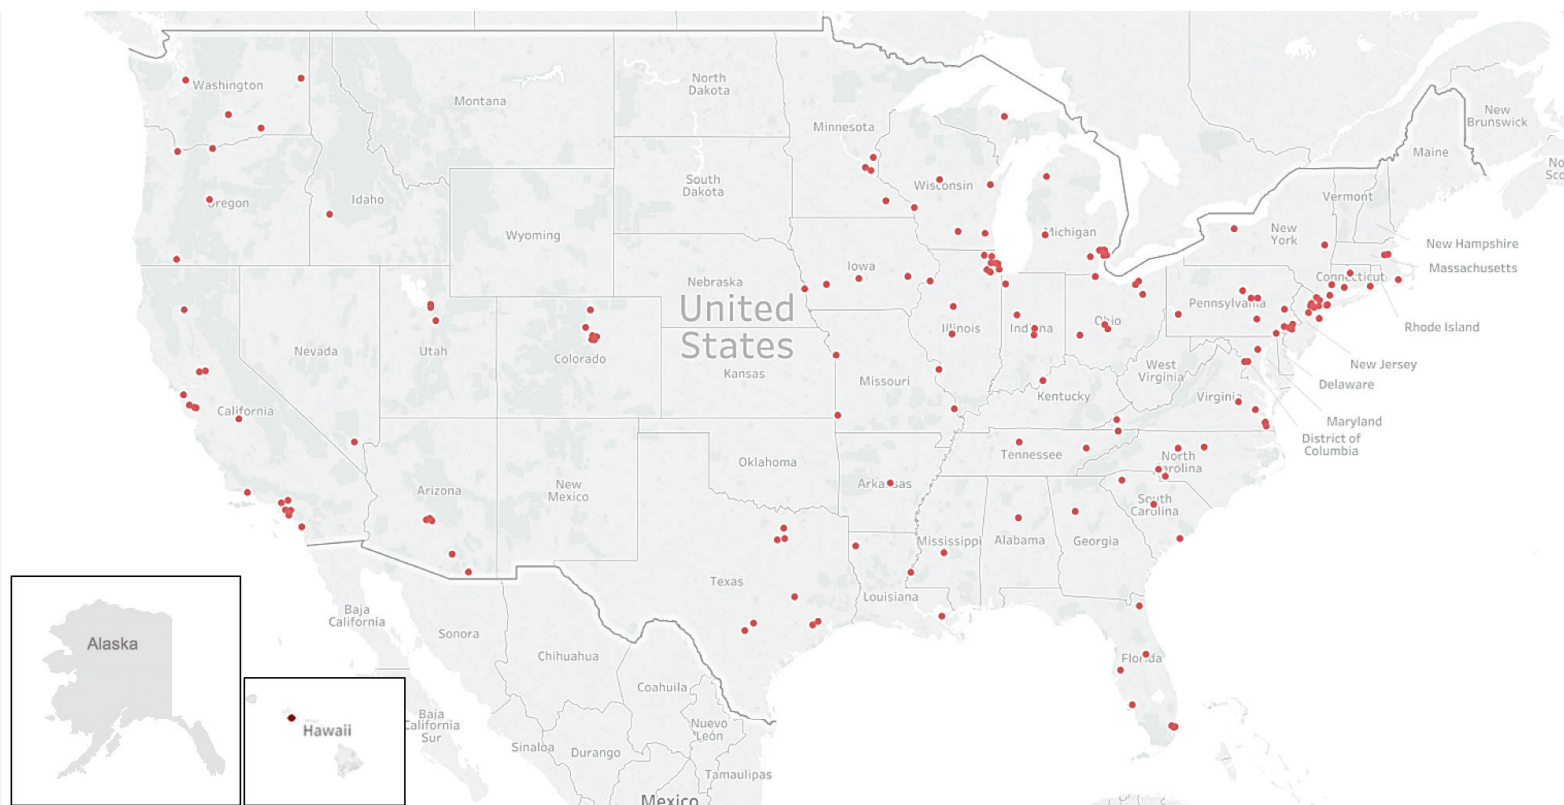 Washington
Montana
North
Dakota
Minnesota
New
Brunswick
Maine
No
Sco
Oregon
Idaho
South
Dakota
Wisconsin
Michigan
Vermont
New
York
New Hampshire
Massachusetts
Wyoming
Iowa
Connecticut
Nebraska
United
States
Pennsylvania
Rhode Island
Nevada
Utah
Colorado
Kansas
Illinois
Indiana
Ohio
New Jersey
West
Virginia
Delaware
Missouri
Kentucky
Virginia
Maryland
California
District of
Columbia
Arizona
New
Mexico
Oklahoma
Arkansas
Tennessee
North
Carolina
South
Carolina
Mississippi
Alabama
Georgia
Texas
Louisiana
Baja
California
Sonora
Chihuahua
Florida
Alaska
Coahuila
Hawaii
Baja
California
Sur
Nuevo
León
Sinaloa
Durango
Tamaulipas
Mexico